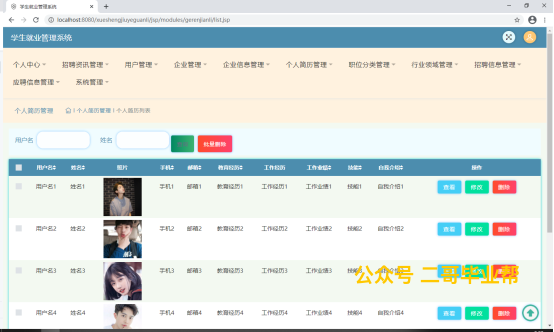 学生就业管理系统
localhost:8080/xueshengjiuyeguanli/jsp/modules/gerenjianli/list.jsp
学生就业管理系统
个人中心 招聘资讯管理 用户管理 企业管理 企业信息管理 个人简历管理 职位分类管理 行业领域管理 招聘信息管理
应聘信息管理 系统管理
个人简历管理 / 个人简历管理 / 个人简历列表
用户名 姓名 批量删除
用户名 姓名 照片 手机 邮箱 教育经历 工作经历 工作业绩 技能 自我介绍 操作
用户名1 姓名1 手机1 邮箱1 教育经历1 工作经历1 工作业绩1 技能1 自我介绍1 查看 修改 删除
用户名2 姓名2 手机2 邮箱2 教育经历2 工作经历2 工作业绩2 技能2 自我介绍2 查看 修改 删除
用户名3 姓名3 手机3 邮箱3 教育经历3 工作经历3 工作业绩3 技能3 自我介绍3
公众号 二哥毕业帮
用户名4 姓名4 手机4 邮箱4 教育经历4 工作经历4 工作业绩4 技能4 自我介绍4 查看 修改 删除